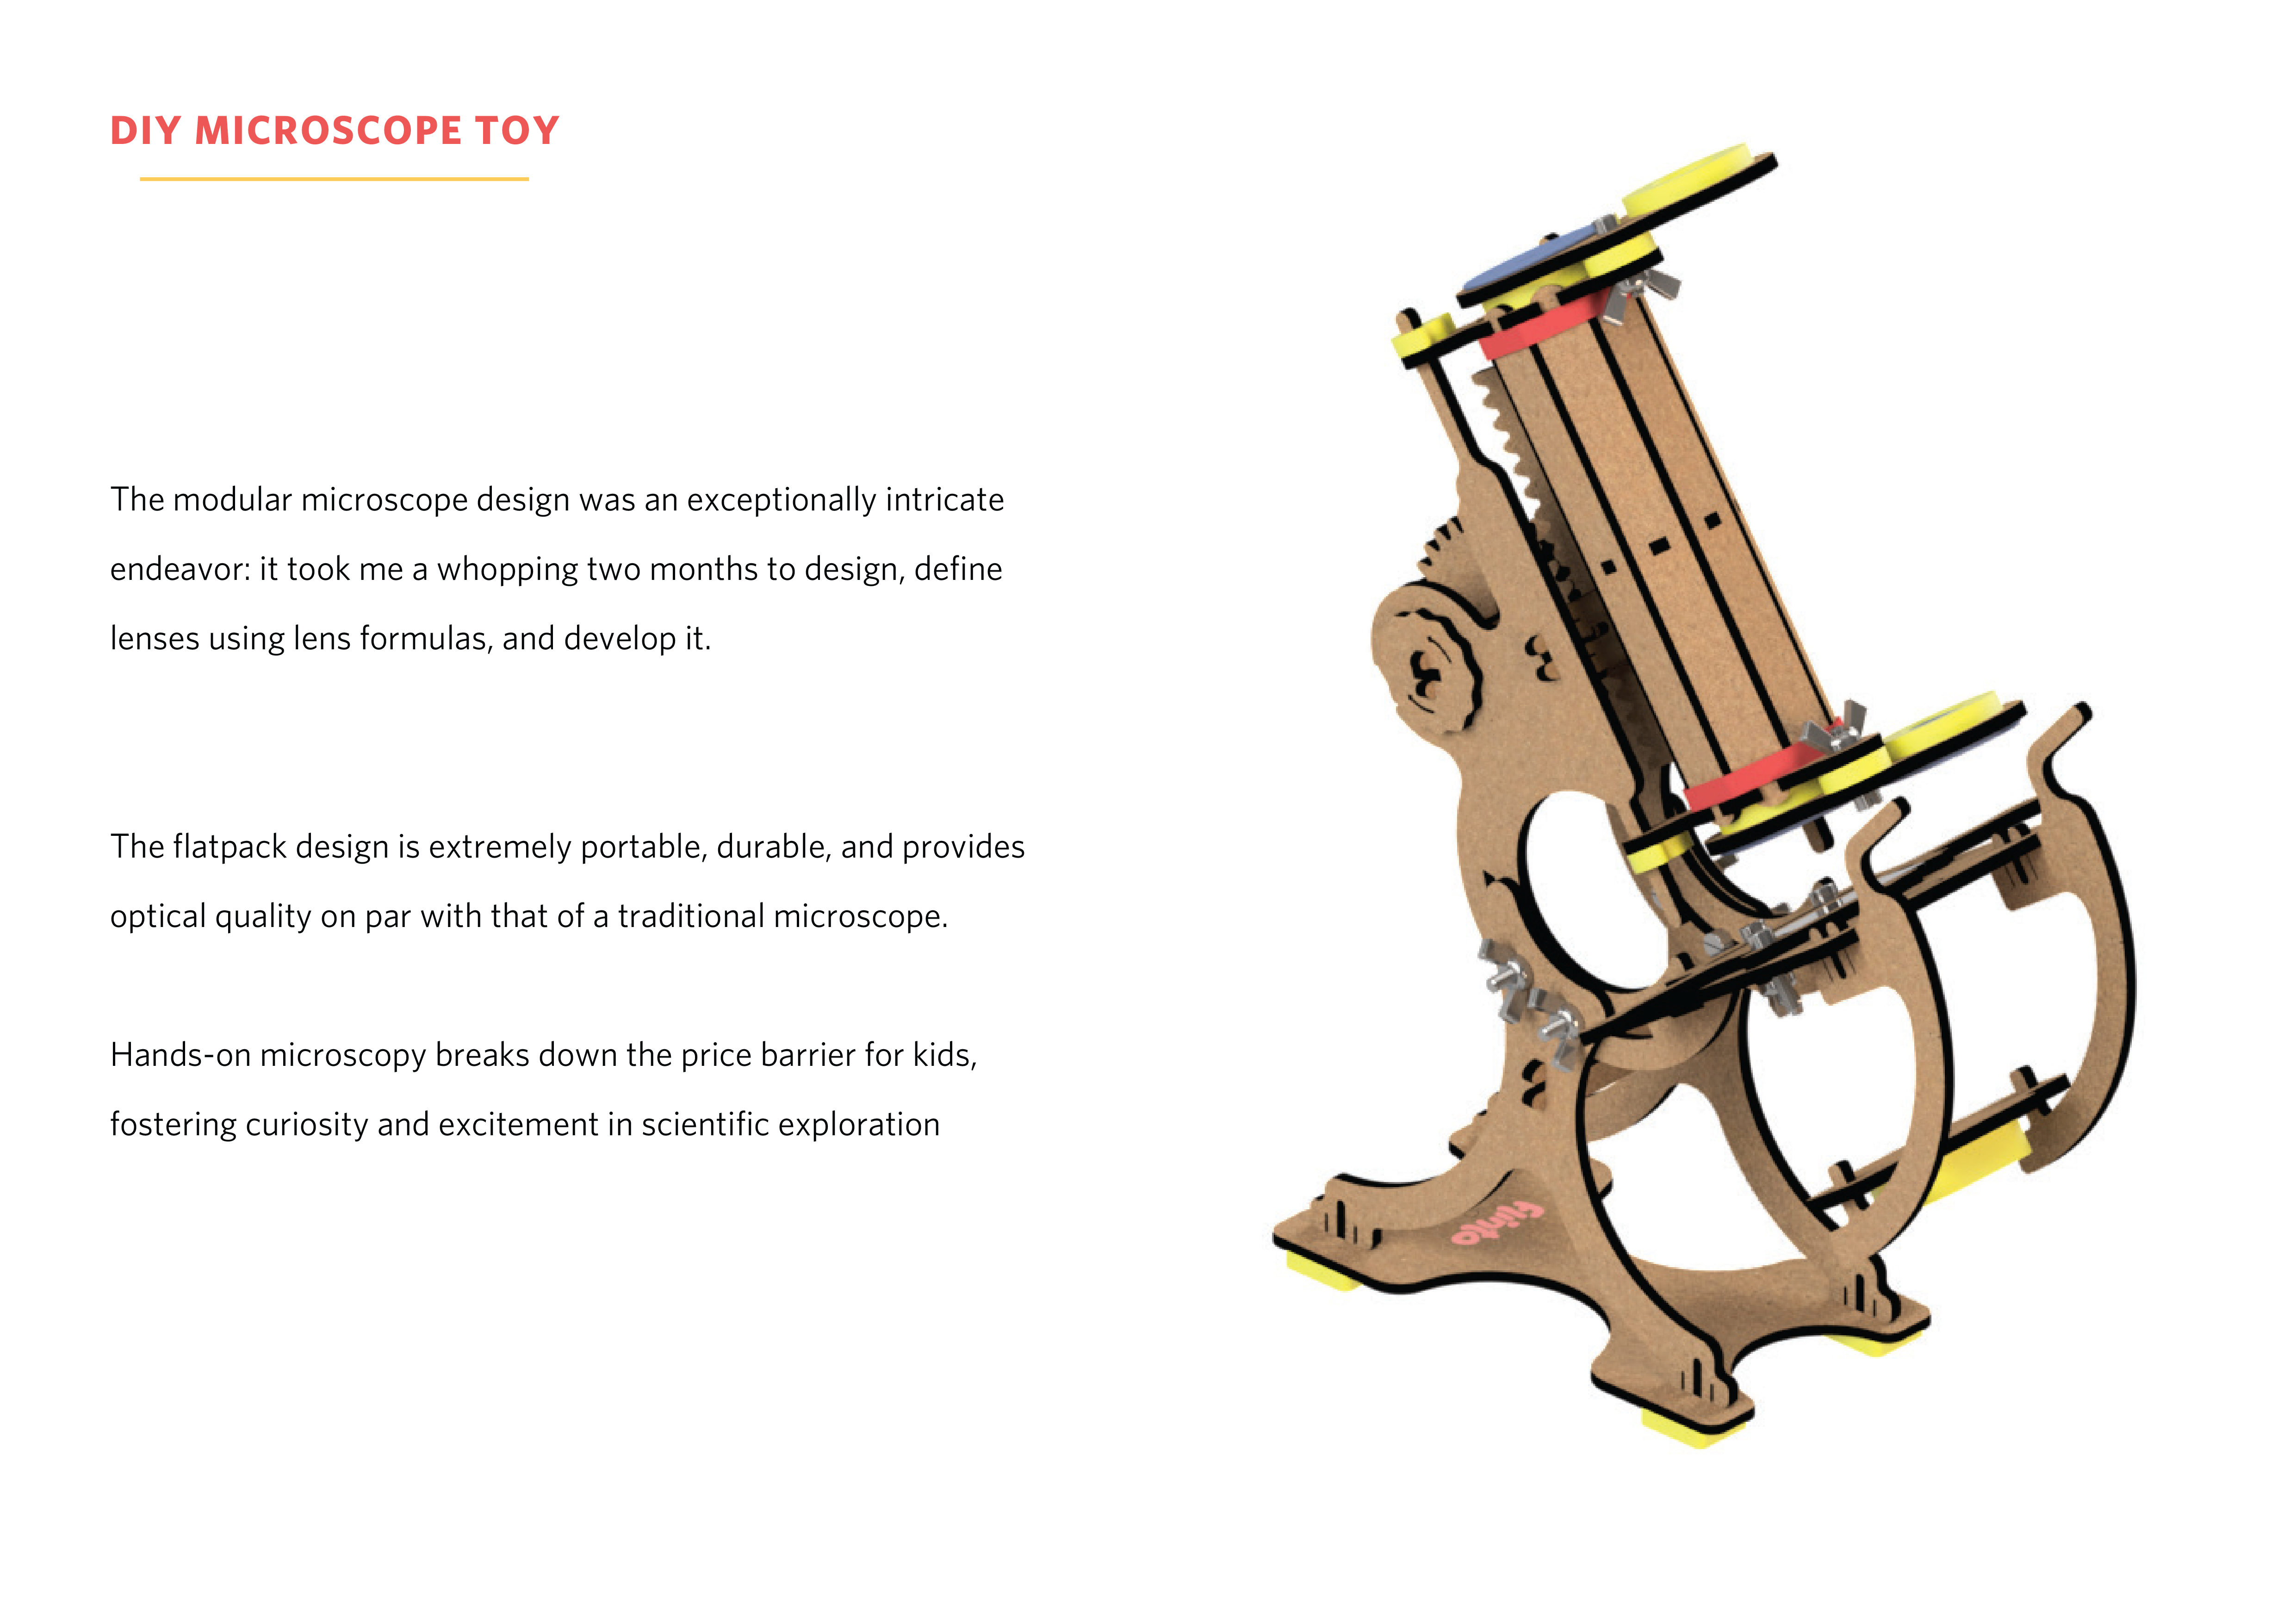 DIY MICROSCOPE TOY
The modular microscope design was an exceptionally intricate
endeavor: it took me a whopping two months to design, define
lenses using lens formulas, and develop it.
The flatpack design is extremely portable, durable, and provides
optical quality on par with that of a traditional microscope.
Hands-on microscopy breaks down the price barrier for kids,
fostering curiosity and excitement in scientific exploration
flinto